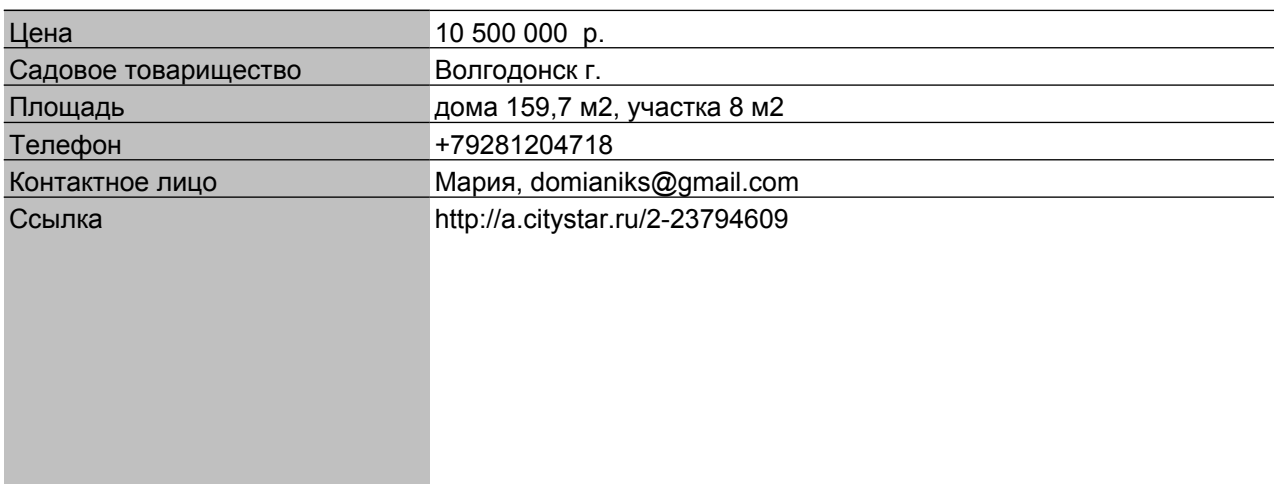 Цена 10 500 000 р.
Садовое товарищество Волгодонск г.
Площадь дома 159,7 м2, участка 8 м2
Телефон +79281204718
Контактное лицо Мария, domianiks@gmail.com
Ссылка http://a.citystar.ru/2-23794609